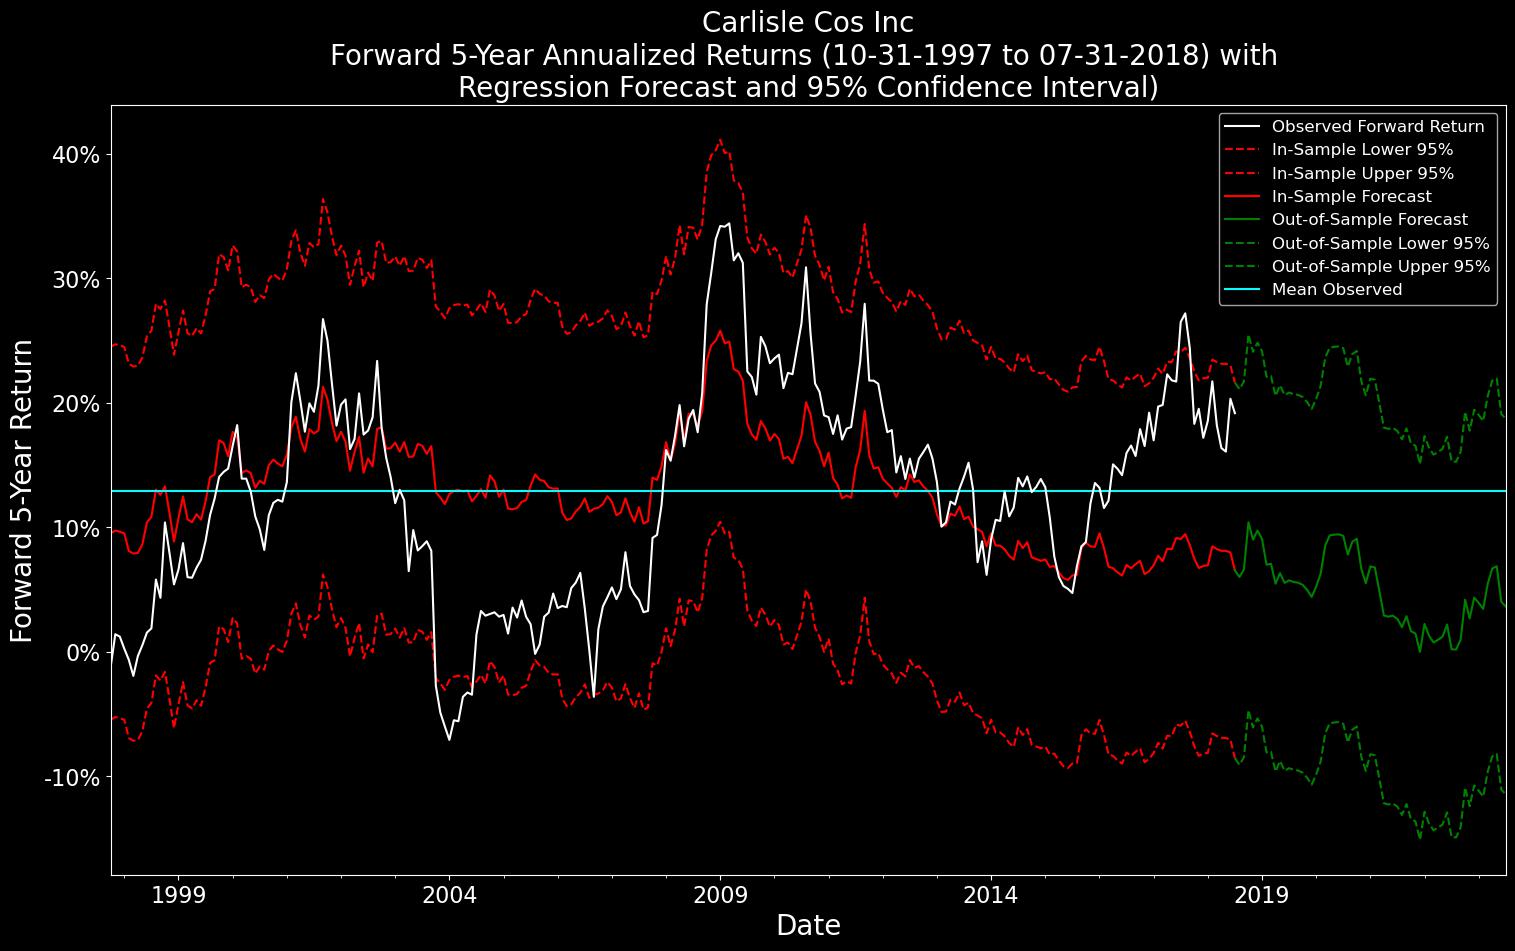 Carlisle Cos Inc
Forward 5-Year Annualized Returns (10-31-1997 to 07-31-2018) with
Regression Forecast and 95% Confidence Interval)
Forward 5-Year Return
40%
30%
20%
10%
0%
-10%
Observed Forward Return
In-Sample Lower 95%
In-Sample Upper 95%
In-Sample Forecast
Out-of-Sample Forecast
Out-of-Sample Lower 95%
Out-of-Sample Upper 95%
Mean Observed
1999 2004 2009 2014 2019
Date